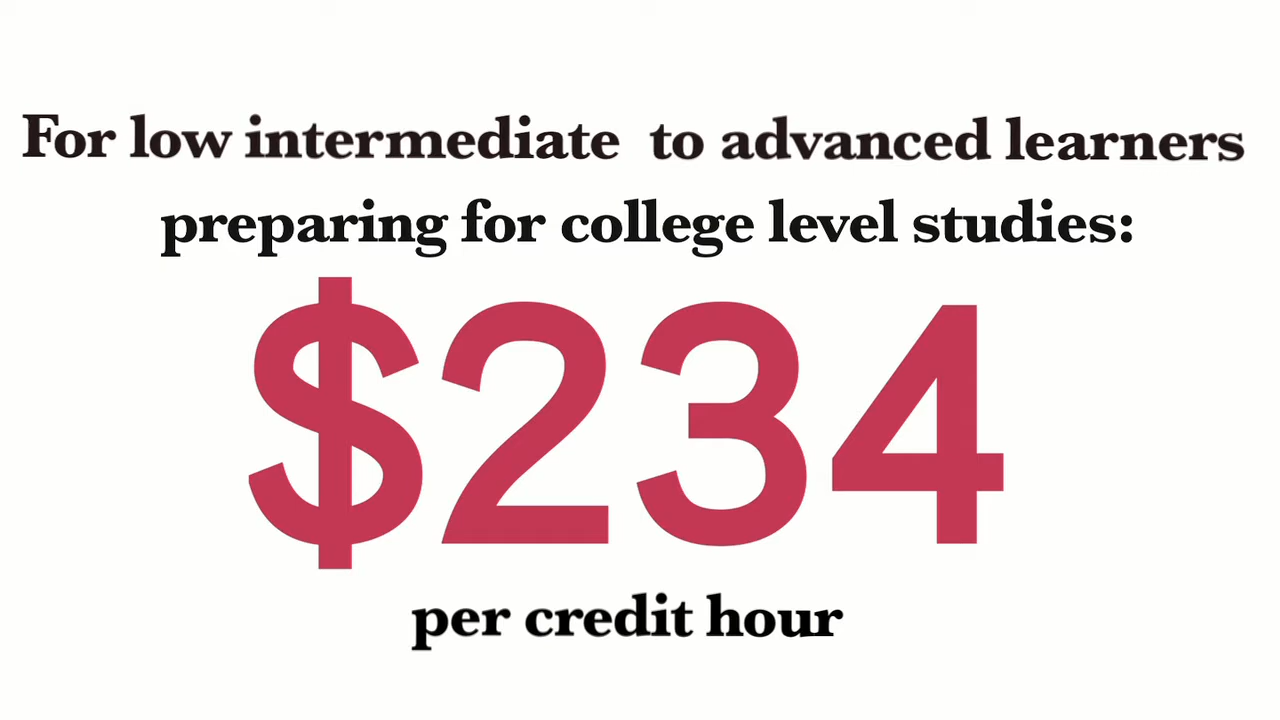 For low intermediate to advanced learners
preparing for college level studies:
$234
per credit hour